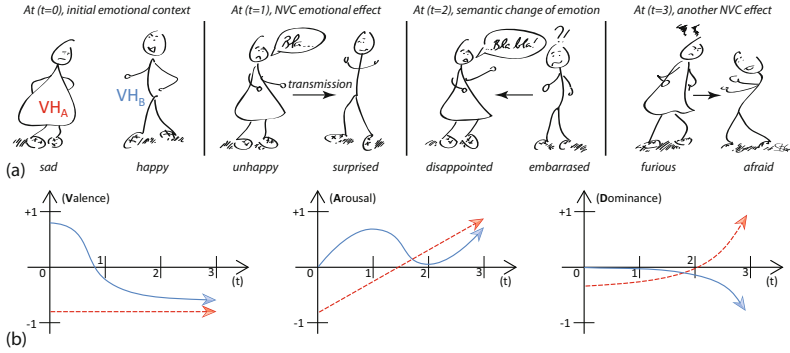 At (t=0), initial emotional context
At (t=1), NVC emotional effect
At (t=2), semantic change of emotion
At (t=3), another NVC effect
Bla...
Bla bla!
?!
transmission
VHA
VHB
(a)
sad
happy
unhappy
surprised
disappointed
embarrased
furious
afraid
(Valence)
(Arousal)
(Dominance)
+1
+1
+1
0
1
2
3
(t)
0
1
2
3
(t)
0
1
2
3
(t)
-1
-1
-1
(b)